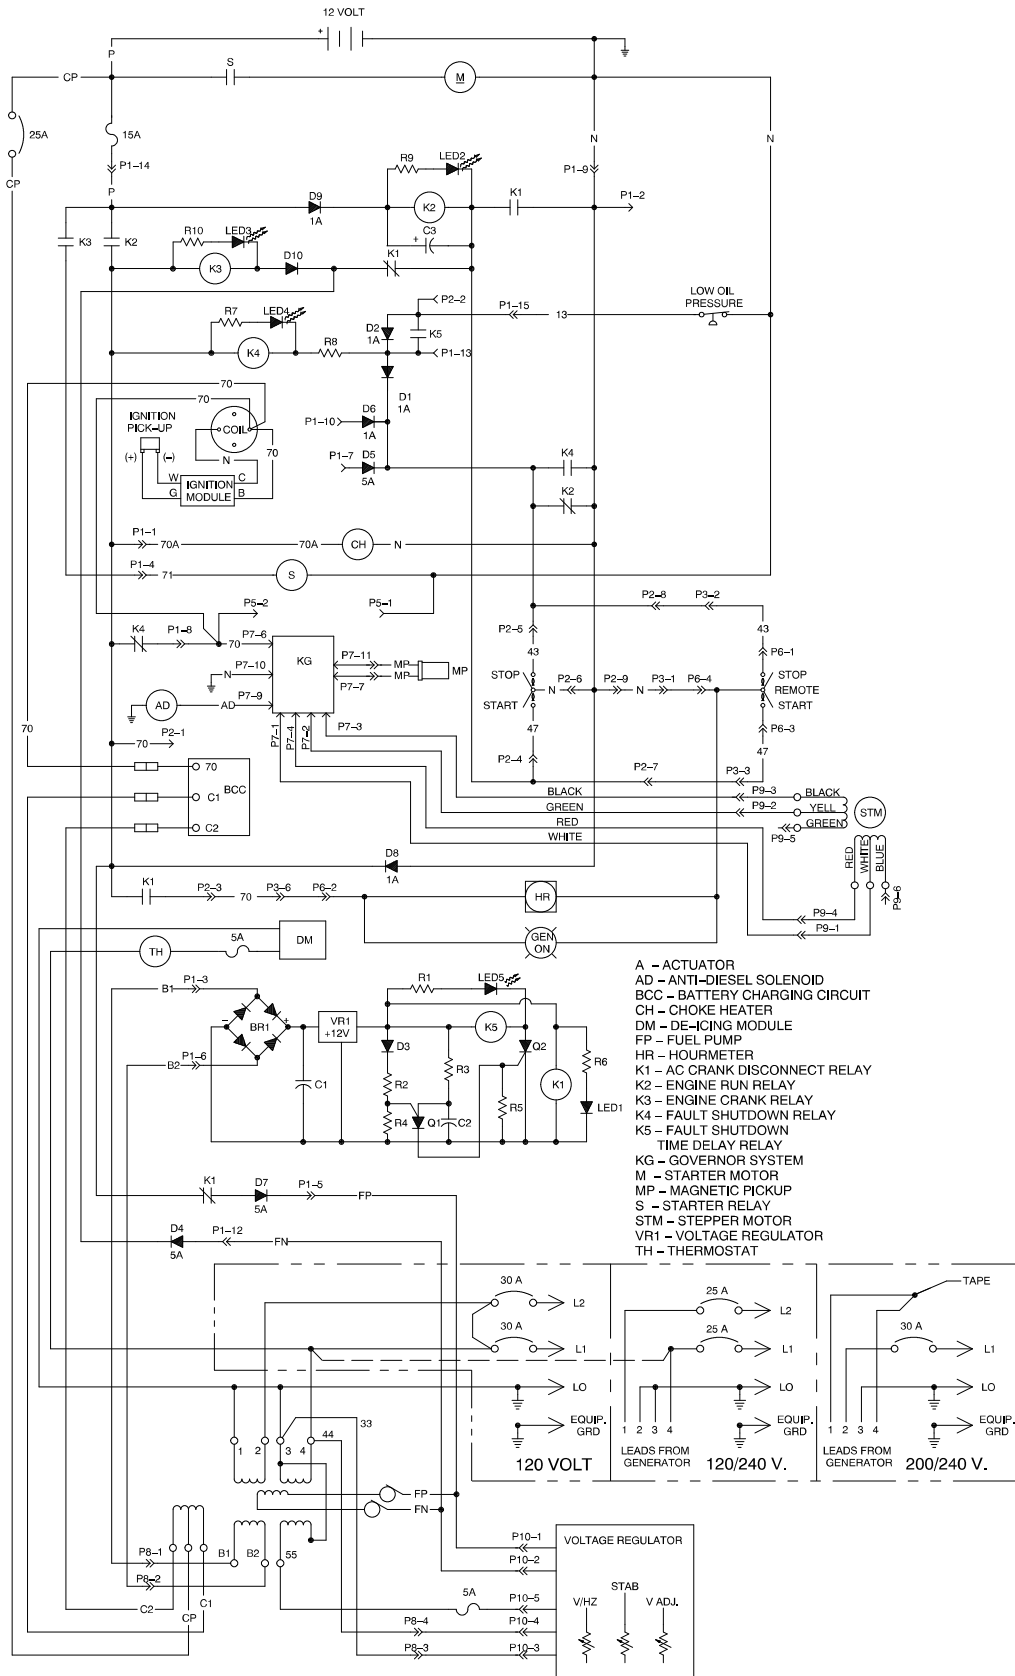 12 VOLT
+
P
CP
S
M
25A
15A
N
N
P1–14
P1–9
CP
P
R9
LED2
P1–2
D9
1A
K2
K1
K3
K2
R10
LED3
C3
+
K3
D10
K1
LOW OIL
PRESSURE
P2–2
P1–15
13
R7
LED4
D2
1A
K5
K4
R8
P1–13
70
D1
1A
70
IGNITION
PICK–UP
COIL
P1–10
D6
1A
(+)
(–)
N
70
P1–7
D5
5A
K4
W
C
IGNITION
MODULE
G
B
K2
P1–1
70A
70A
CH
N
P1–4
71
S
P5–2
P5–1
P2–8
P3–2
K4
P1–8
70
P7–6
P2–5
43
43
P6–1
KG
P7–11
MP
MP
P7–7
MP
N
P7–10
STOP
START
N
P2–6
P2–9
N
P3–1
P6–4
STOP
REMOTE
START
AD
AD
P7–9
P7–1
P7–4
P7–2
P7–3
47
P6–3
47
70
70
P2–1
P2–4
P2–7
P3–3
70
BCC
C1
C2
BLACK
P9–3
BLACK
GREEN
P9–2
YELL
STM
RED
GREEN
P9–5
WHITE
RED
WHITE
BLUE
D8
1A
P9–6
K1
P2–3
70
P3–6
P6–2
HR
P9–4
P9–1
TH
5A
DM
GEN
ON
A – ACTUATOR
AD – ANTI–DIESEL SOLENOID
BCC – BATTERY CHARGING CIRCUIT
CH – CHOKE HEATER
DM – DE–ICING MODULE
FP – FUEL PUMP
HR – HOURMETER
K1 – AC CRANK DISCONNECT RELAY
K2 – ENGINE RUN RELAY
K3 – ENGINE CRANK RELAY
K4 – FAULT SHUTDOWN RELAY
K5 – FAULT SHUTDOWN
TIME DELAY RELAY
KG – GOVERNOR SYSTEM
M – STARTER MOTOR
MP – MAGNETIC PICKUP
S – STARTER RELAY
STM – STEPPER MOTOR
VR1 – VOLTAGE REGULATOR
TH – THERMOSTAT
B1
P1–3
R1
LED5
–
BR1
+
VR1
+12V
K5
D3
Q2
P1–6
B2
R3
R6
C1
R2
K1
R4
Q1
C2
R5
LED1
K1
D7
5A
P1–5
FP
D4
5A
P1–12
FN
30 A
L2
25 A
L2
TAPE
30 A
L1
25 A
L1
30 A
L1
LO
LO
LO
33
44
EQUIP.
GRD
EQUIP.
GRD
EQUIP.
GRD
1
2
3
4
1 2 3 4
1 2 3 4
120 VOLT
LEADS FROM
GENERATOR
120/240 V.
LEADS FROM
GENERATOR
200/240 V.
FP
FN
P8–1
B1
B2
55
P8–2
P10–1
P10–2
VOLTAGE REGULATOR
C2
CP
C1
5A
P10–5
V/HZ
STAB
V ADJ.
P8–4
P10–4
P8–3
P10–3